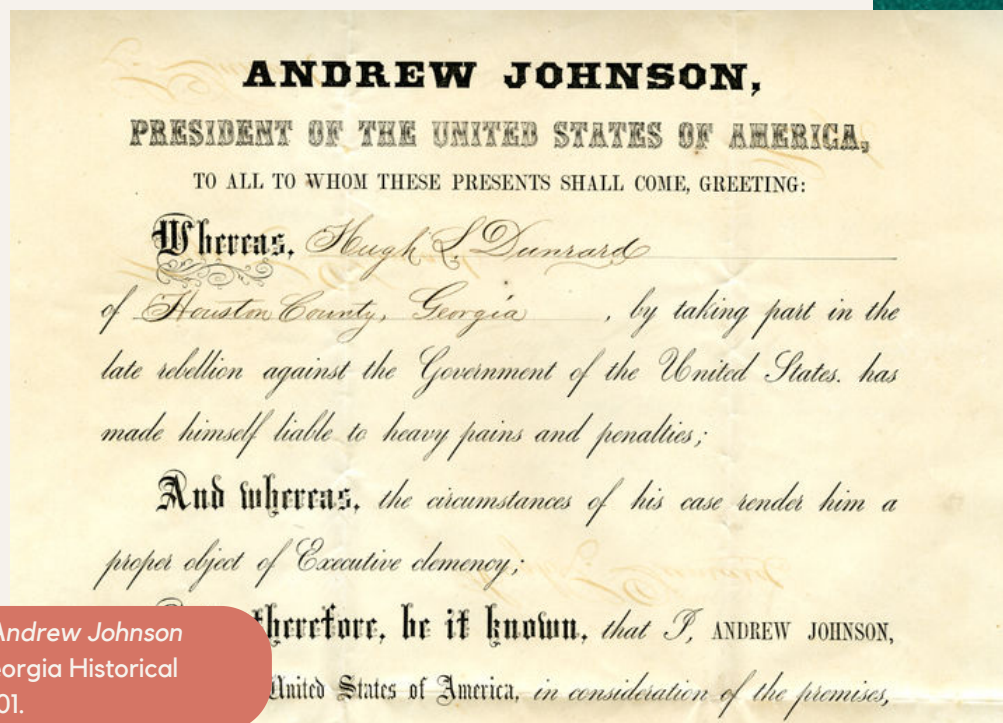 ANDREW JOHNSON,
PRESIDENT OF THE UNITED STATES OF AMERICA,
TO ALL TO WHOM THESE PRESENTS SHALL COME, GREETING:
Whereas, Hugh L. Dunrard
of Houston County, Georgia, by taking part in the
late rebellion against the Government of the United States. has
made himself liable to heavy pains and penalties;
And whereas, the circumstances of his case render him a
proper object of Executive clemency;
therefore, be it known, that I, ANDREW JOHNSON,
United States of America, in consideration of the premises,
Andrew Johnson
orgia Historical
01.